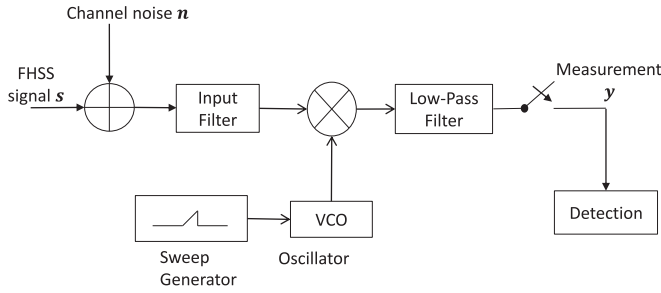 Channel noise n
FHSS
signal s
Input
Filter
Low-Pass
Filter
Measurement
y
Detection
VCO
Sweep
Generator
Oscillator